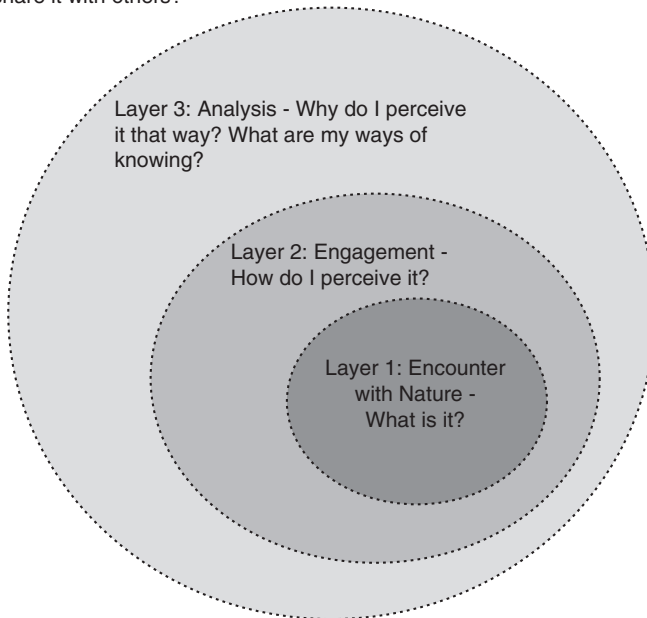 share it with others?
Layer 3: Analysis - Why do I perceive
it that way? What are my ways of
knowing?
Layer 2: Engagement -
How do I perceive it?
Layer 1: Encounter
with Nature -
What is it?